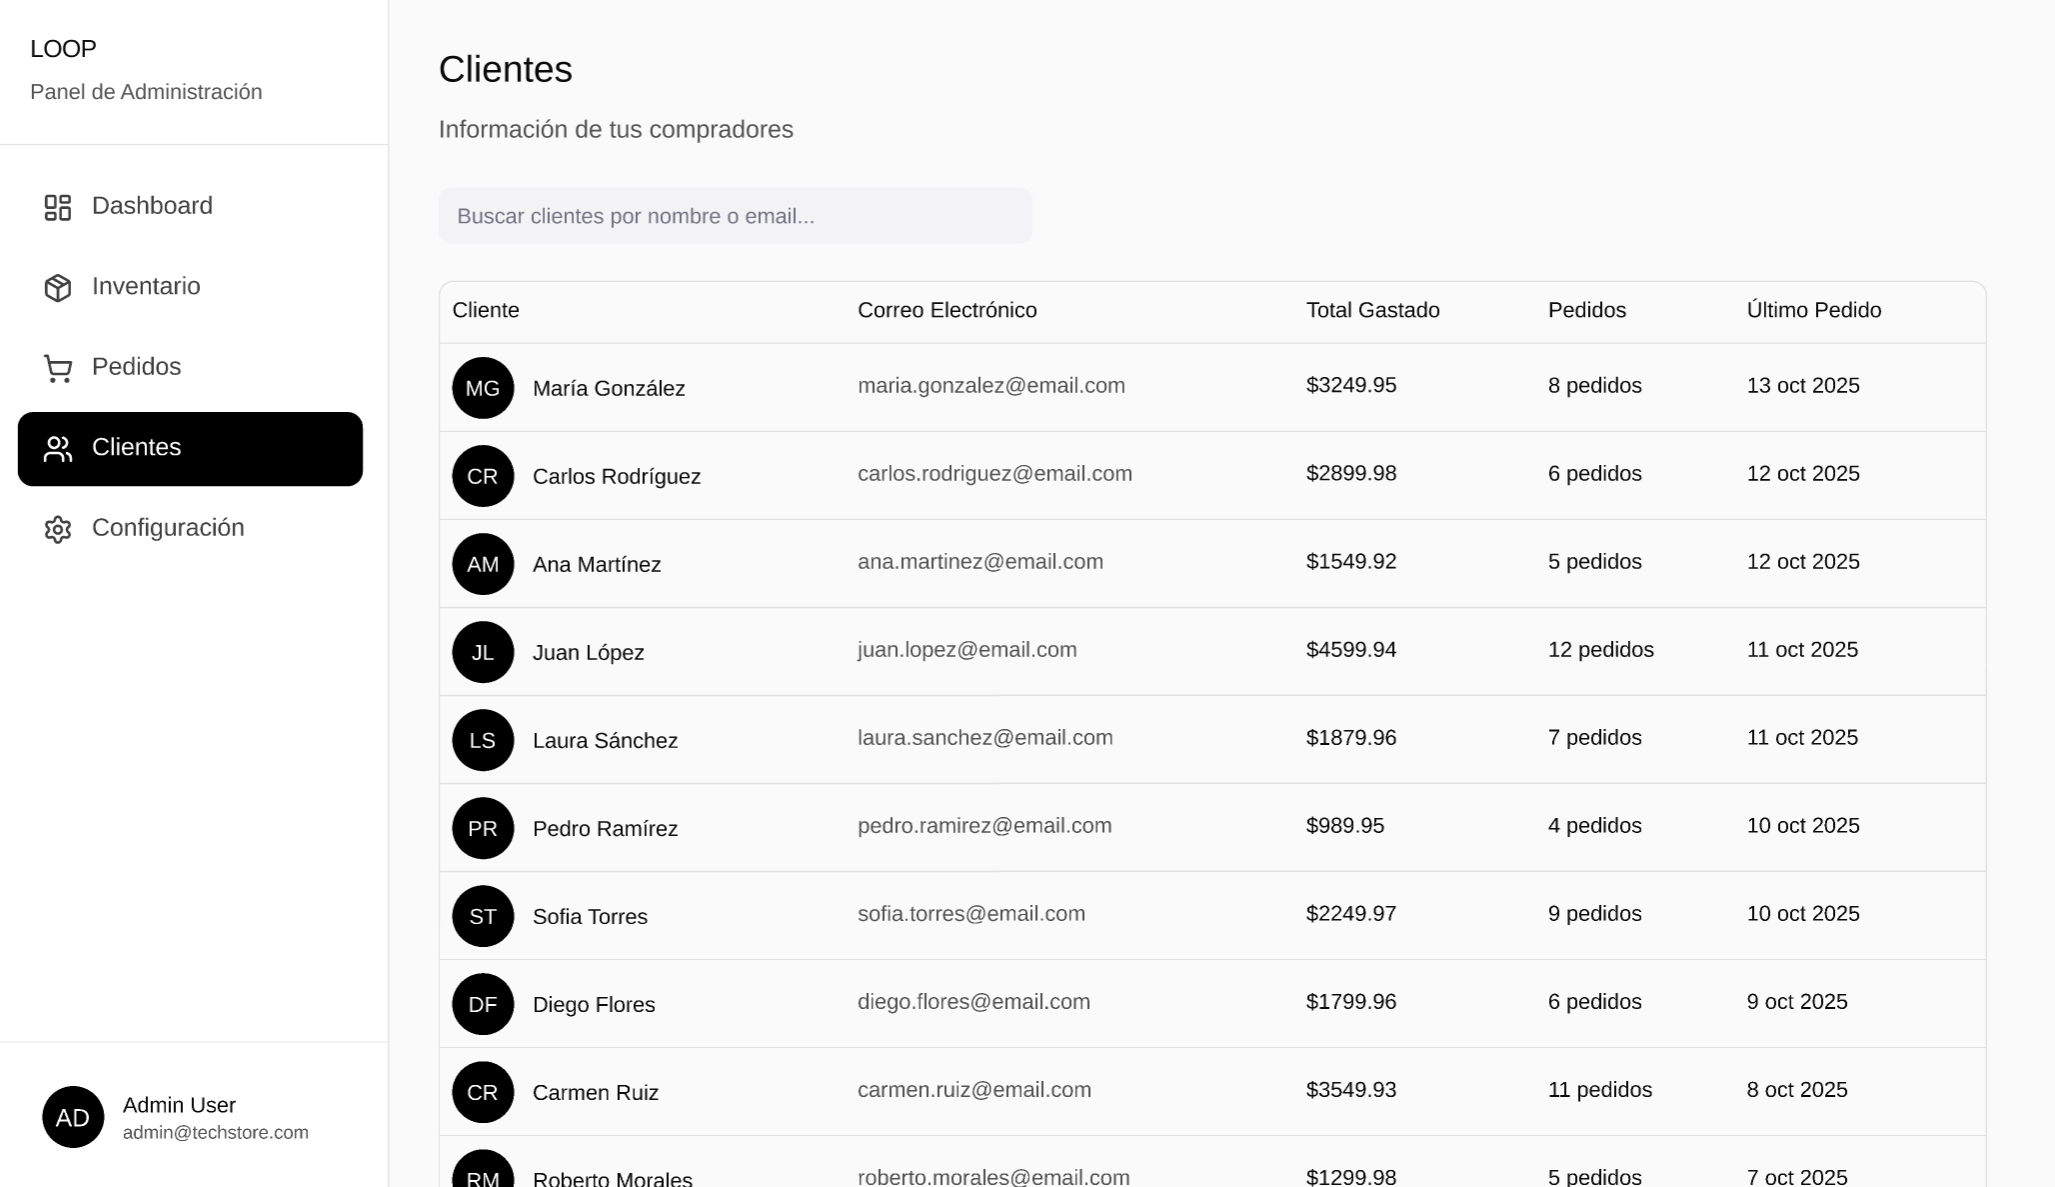 LOOP
Panel de Administración
Dashboard
Inventario
Pedidos
Clientes
Configuración
AD
Admin User
admin@techstore.com
Clientes
Información de tus compradores
Buscar clientes por nombre o email...
Cliente Correo Electrónico Total Gastado Pedidos Último Pedido
MG María González maria.gonzalez@email.com $3249.95 8 pedidos 13 oct 2025
CR Carlos Rodríguez carlos.rodriguez@email.com $2899.98 6 pedidos 12 oct 2025
AM Ana Martínez ana.martinez@email.com $1549.92 5 pedidos 12 oct 2025
JL Juan López juan.lopez@email.com $4599.94 12 pedidos 11 oct 2025
LS Laura Sánchez laura.sanchez@email.com $1879.96 7 pedidos 11 oct 2025
PR Pedro Ramírez pedro.ramirez@email.com $989.95 4 pedidos 10 oct 2025
ST Sofia Torres sofia.torres@email.com $2249.97 9 pedidos 10 oct 2025
DF Diego Flores diego.flores@email.com $1799.96 6 pedidos 9 oct 2025
CR Carmen Ruiz carmen.ruiz@email.com $3549.93 11 pedidos 8 oct 2025
RM Roberto Morales roberto.morales@email.com $1299.98 5 pedidos 7 oct 2025